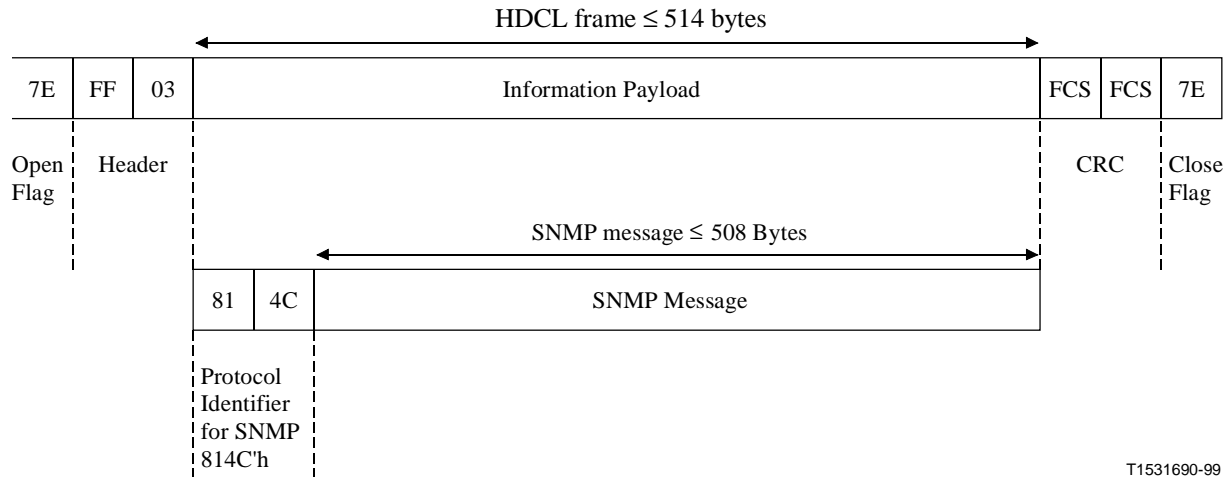 HDCL frame ≤ 514 bytes
7E FF 03 Information Payload FCS FCS 7E
Open Flag
Header
CRC
Close Flag
SNMP message ≤ 508 Bytes
81 4C SNMP Message
Protocol
Identifier
for SNMP
814C'h
T1531690-99